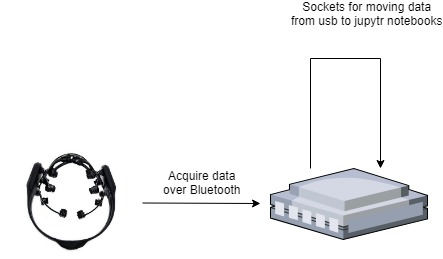 Sockets for moving data
from usb to jupytr notebooks
Acquire data
over Bluetooth